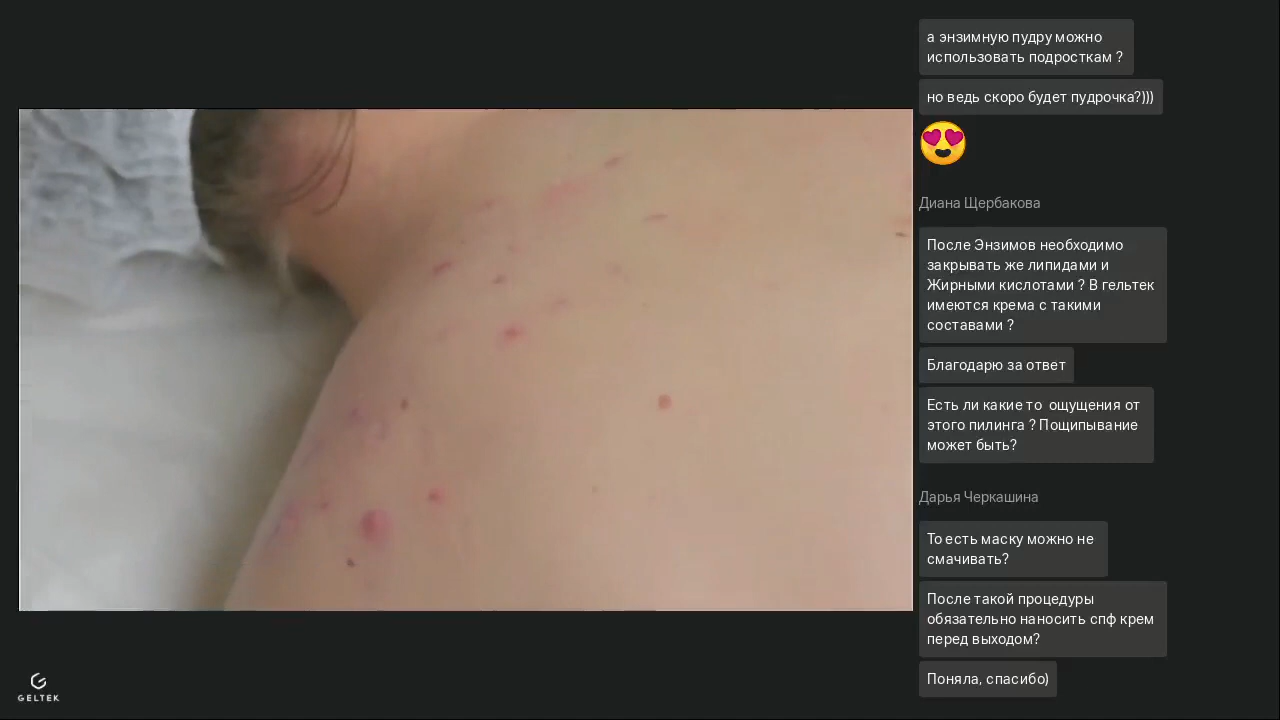 а энзимную пудру можно
использовать подросткам ?
но ведь скоро будет пудрочка?)))
Диана Щербакова
После Энзимов необходимо
закрывать же липидами и
Жирными кислотами ? В гельтек
имеются крема с такими
составами ?
Благодарю за ответ
Есть ли какие то  ощущения от
этого пилинга ? Пощипывание
может быть?
Дарья Черкашина
То есть маску можно не
смачивать?
После такой процедуры
обязательно наносить спф крем
перед выходом?
Поняла, спасибо)
GELTEK